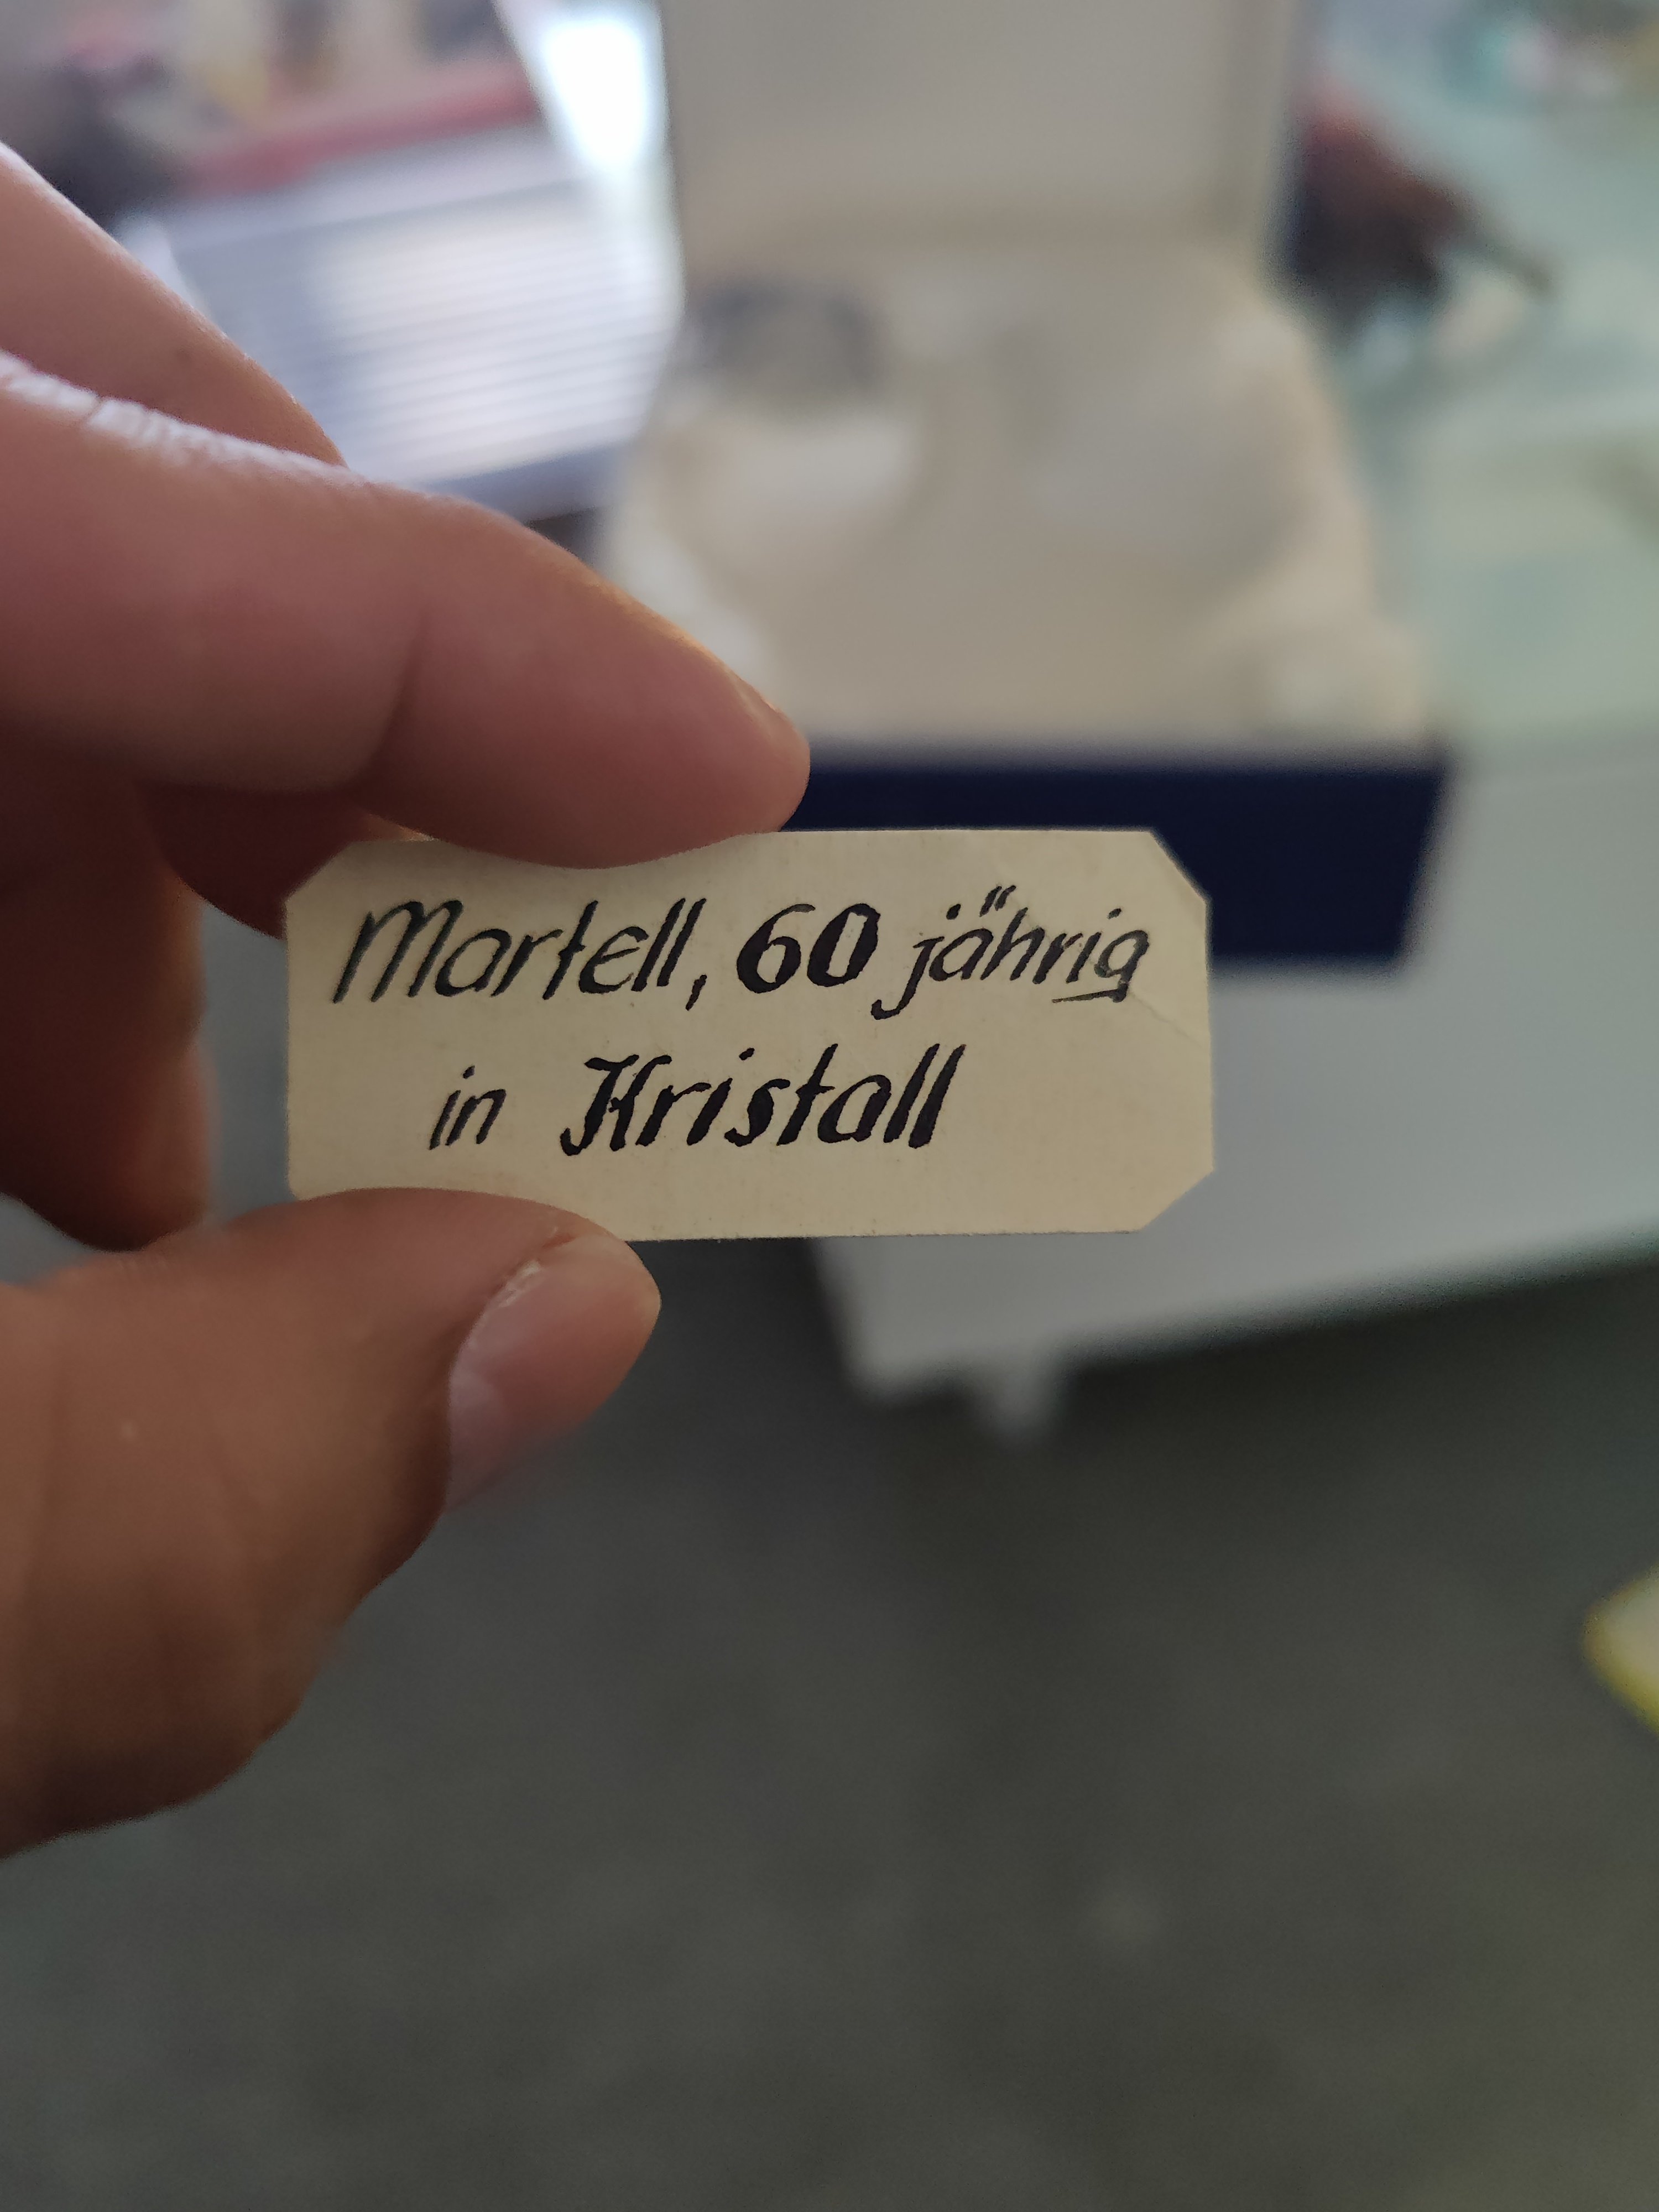 Martell, 60 jährig
in Kristall